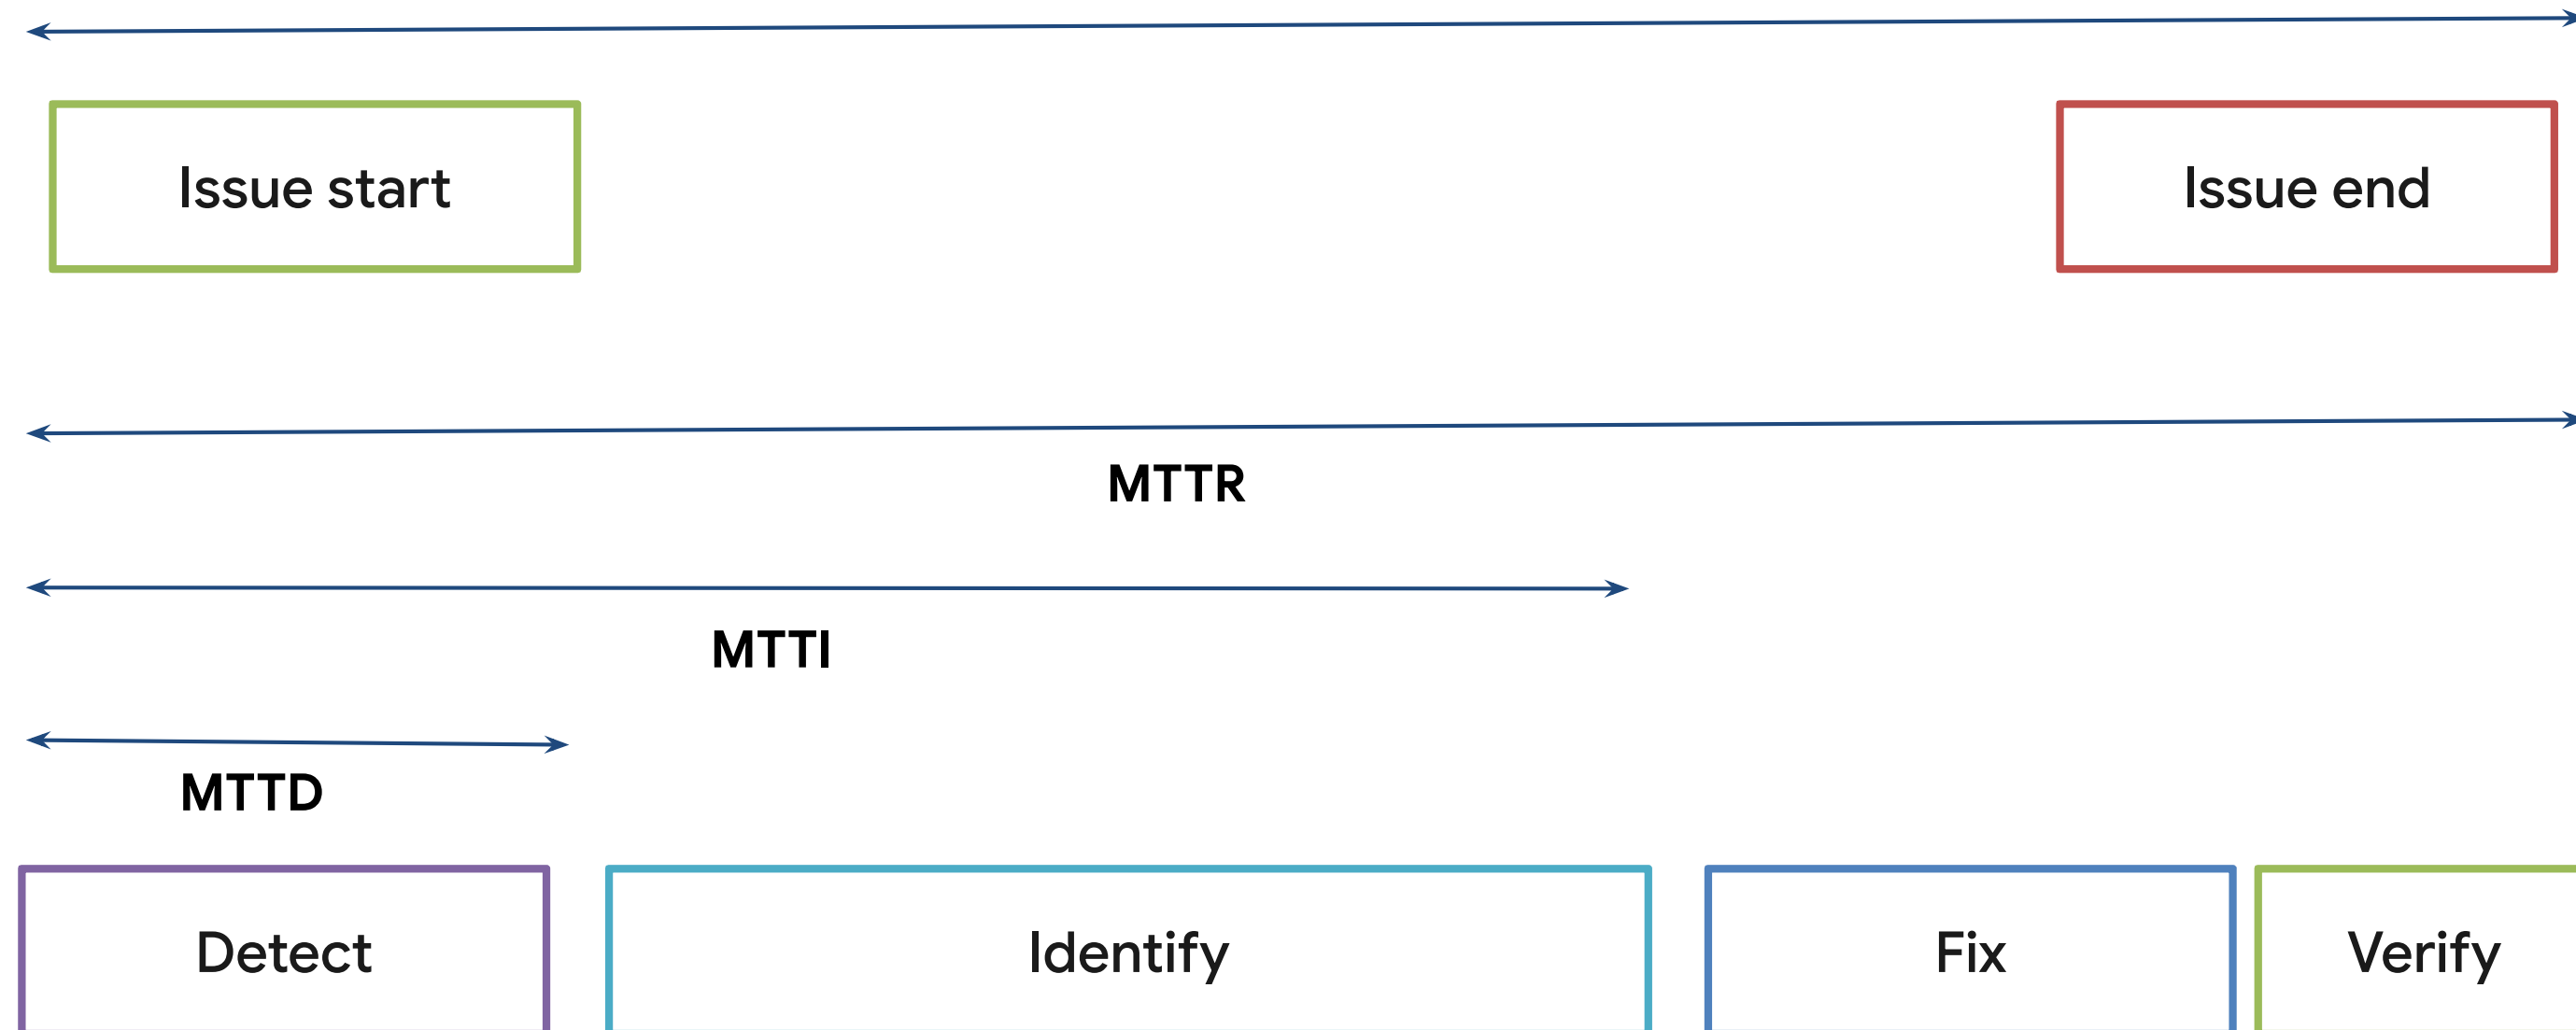 Issue start
Issue end
MTTR
MTTI
MTTD
Detect
Identify
Fix
Verify